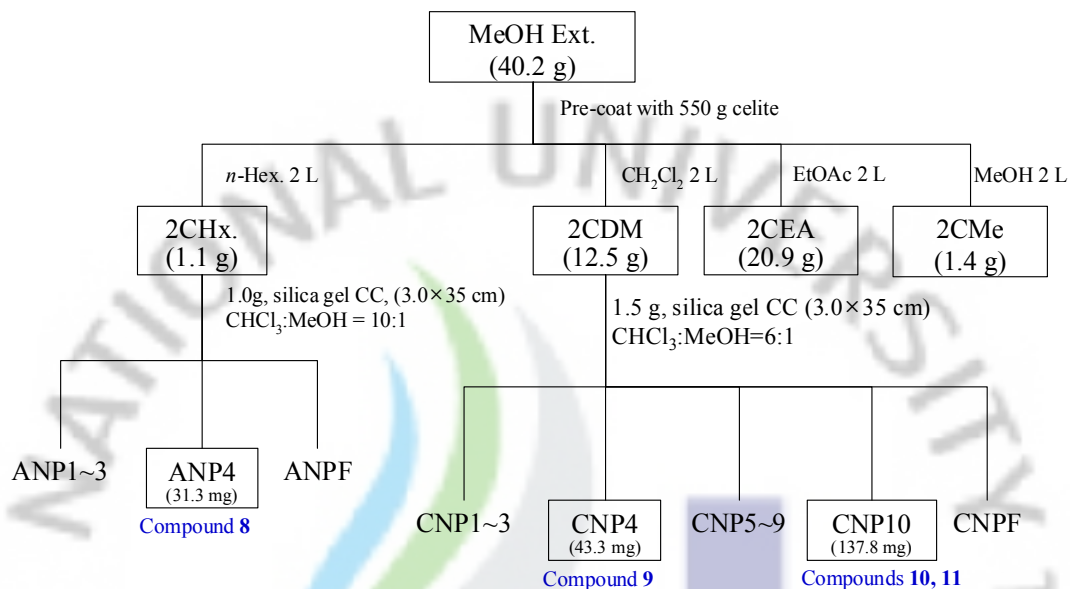 MeOH Ext.
(40.2 g)
Pre-coat with 550 g celite
n-Hex. 2 L
CH₂Cl₂ 2 L
EtOAc 2 L
MeOH 2 L
2CHx.
(1.1 g)
2CDM
(12.5 g)
2CEA
(20.9 g)
2CMe
(1.4 g)
1.0g, silica gel CC, (3.0×35 cm)
CHCl₃:MeOH = 10:1
1.5 g, silica gel CC (3.0×35 cm)
CHCl₃:MeOH=6:1
ANP1~3
ANP4
(31.3 mg)
ANPF
Compound 8
CNP1~3
CNP4
(43.3 mg)
CNP5~9
CNP10
(137.8 mg)
CNPF
Compound 9
Compounds 10, 11
NATIONAL UNIVERSITY